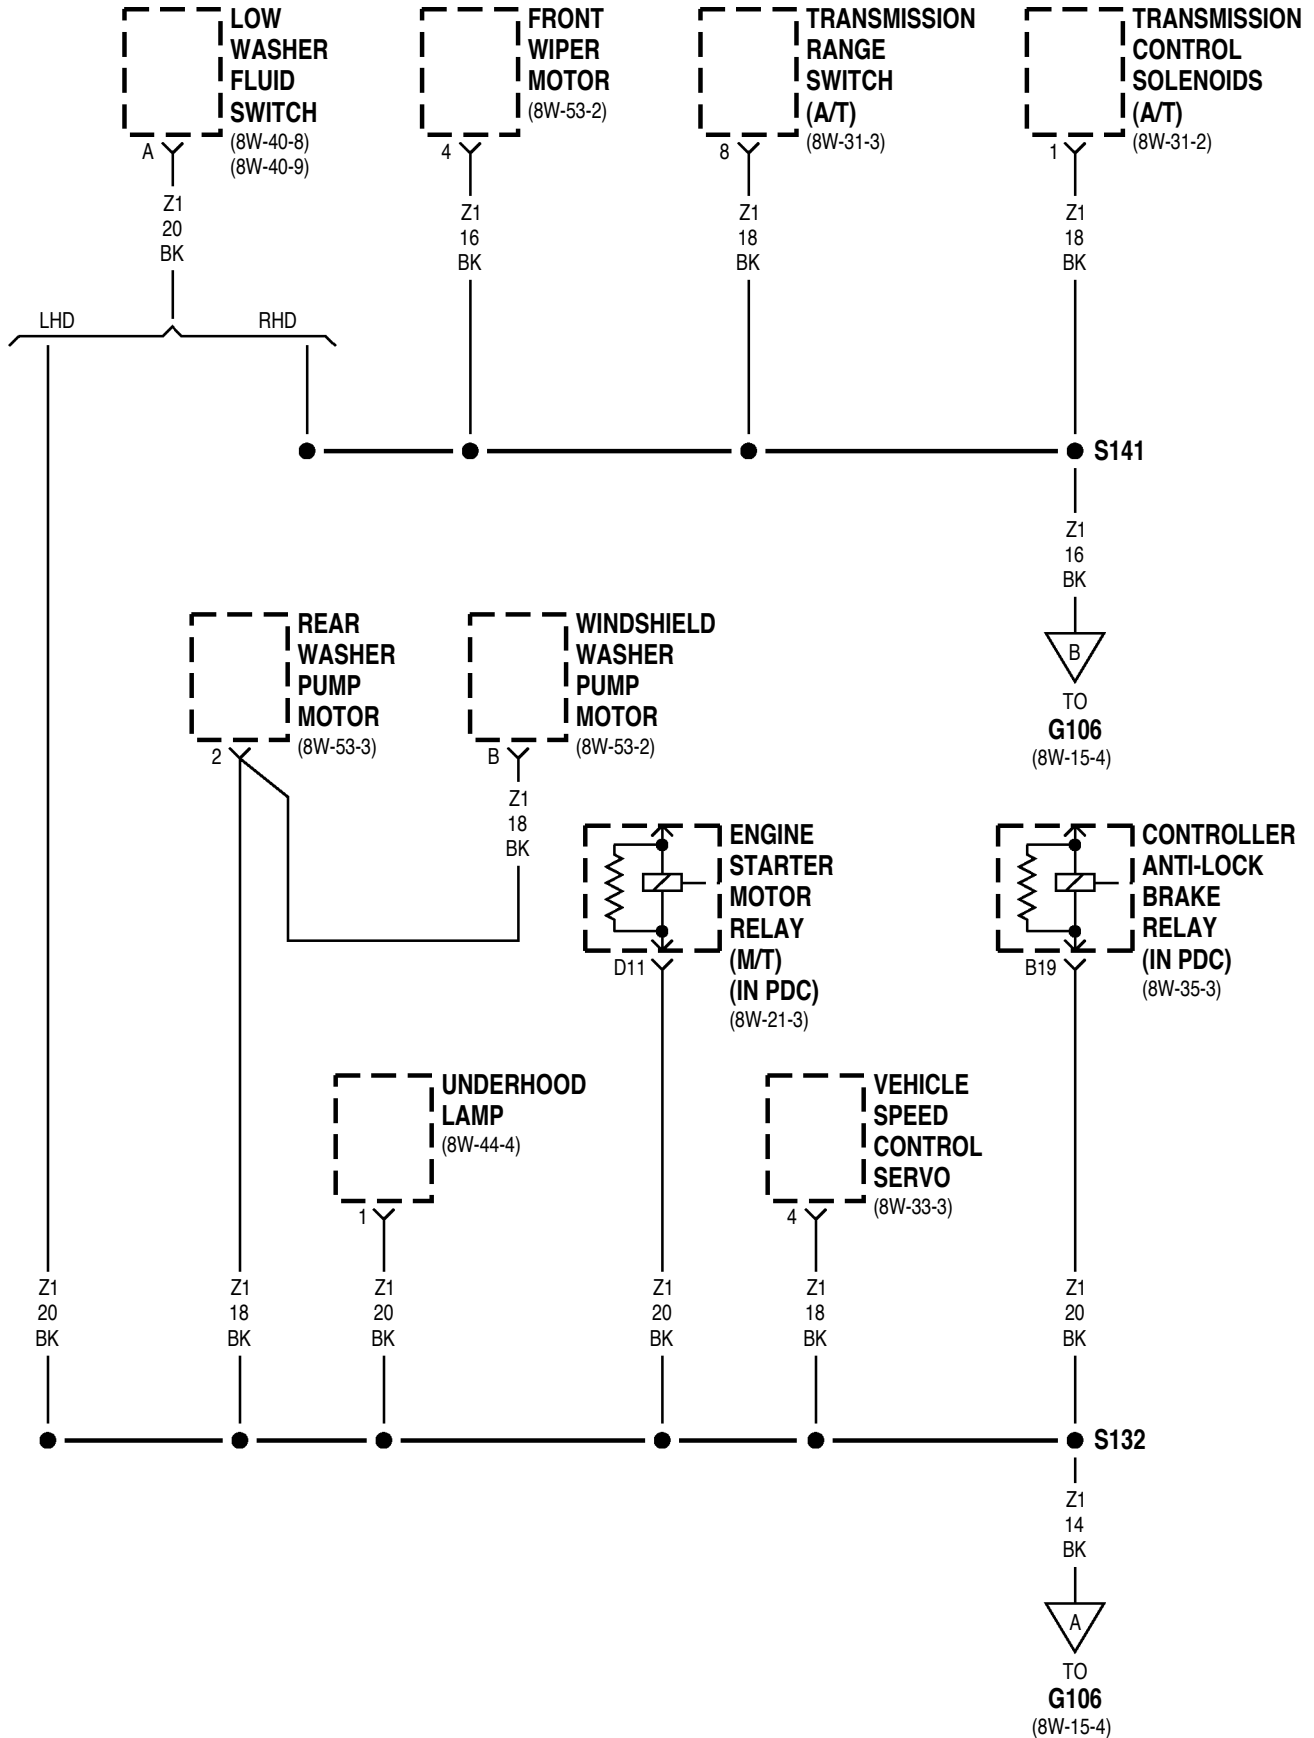 LOW
WASHER
FLUID
SWITCH
(8W-40-8)
(8W-40-9)
A
Z1
20
BK
FRONT
WIPER
MOTOR
(8W-53-2)
4
Z1
16
BK
TRANSMISSION
RANGE
SWITCH
(A/T)
(8W-31-3)
8
Z1
18
BK
TRANSMISSION
CONTROL
SOLENOIDS
(A/T)
(8W-31-2)
1
Z1
18
BK
LHD
RHD
S141
Z1
16
BK
B
TO
G106
(8W-15-4)
REAR
WASHER
PUMP
MOTOR
(8W-53-3)
2
WINDSHIELD
WASHER
PUMP
MOTOR
(8W-53-2)
B
Z1
18
BK
ENGINE
STARTER
MOTOR
RELAY
(M/T)
(IN PDC)
(8W-21-3)
D11
CONTROLLER
ANTI-LOCK
BRAKE
RELAY
(IN PDC)
(8W-35-3)
B19
UNDERHOOD
LAMP
(8W-44-4)
1
VEHICLE
SPEED
CONTROL
SERVO
(8W-33-3)
4
Z1
20
BK
Z1
18
BK
Z1
20
BK
Z1
20
BK
Z1
18
BK
Z1
20
BK
S132
Z1
14
BK
A
TO
G106
(8W-15-4)